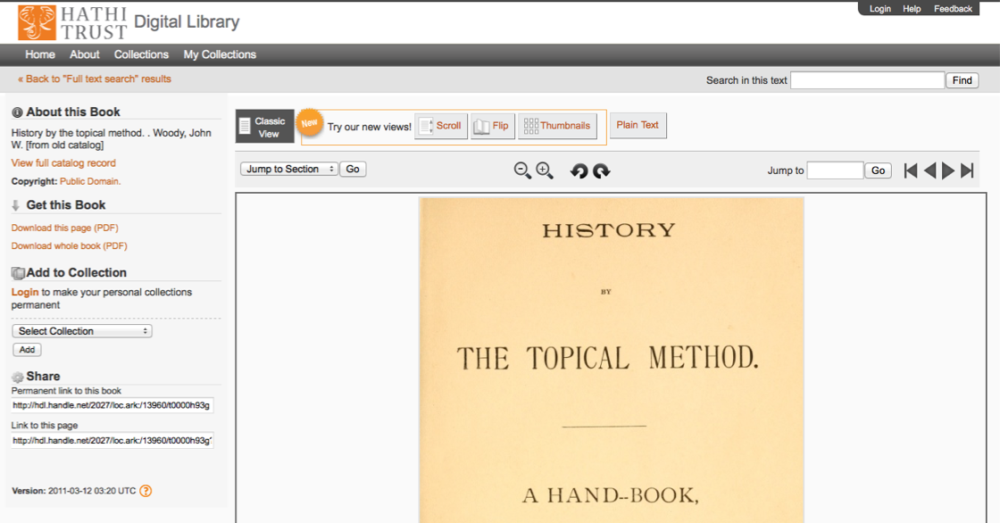 Login Help Feedback
HATHI
TRUST
Digital Library
Home About Collections My Collections
« Back to "Full text search" results
Search in this text
Find
About this Book
History by the topical method. . Woody, John
W. [from old catalog]
View full catalog record
Copyright: Public Domain.
Get this Book
Download this page (PDF)
Download whole book (PDF)
Add to Collection
Login to make your personal collections
permanent
Select Collection
Add
Share
Permanent link to this book
http://hdl.handle.net/2027/loc.ark:/13960/t0000h93g
Link to this page
http://hdl.handle.net/2027/loc.ark:/13960/t0000h93g?
Version: 2011-03-12 03:20 UTC ?
Classic
View
New
Try our new views!
Scroll
Flip
Thumbnails
Plain Text
Jump to Section
Go
Jump to
Go
HISTORY
BY
THE TOPICAL METHOD.
A HAND-BOOK,